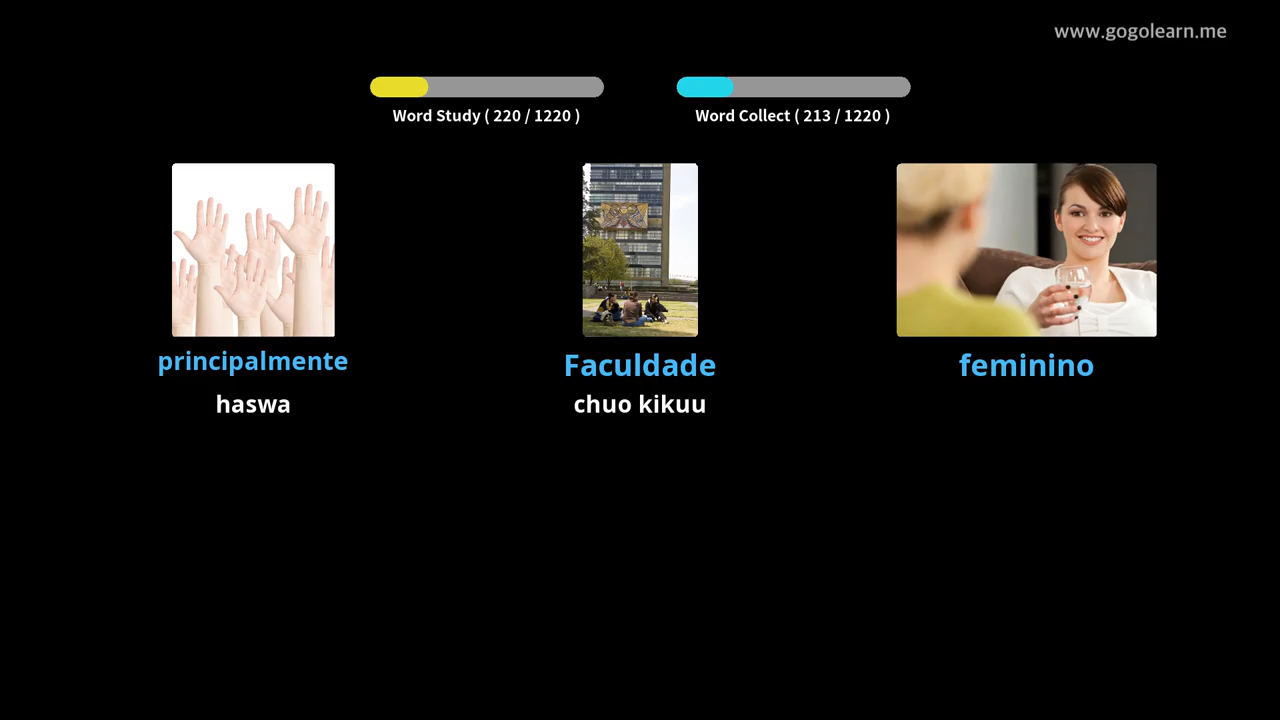 www.gogolearn.me
Word Study ( 220 / 1220 )
Word Collect ( 213 / 1220 )
principalmente
haswa
Faculdade
chuo kikuu
feminino